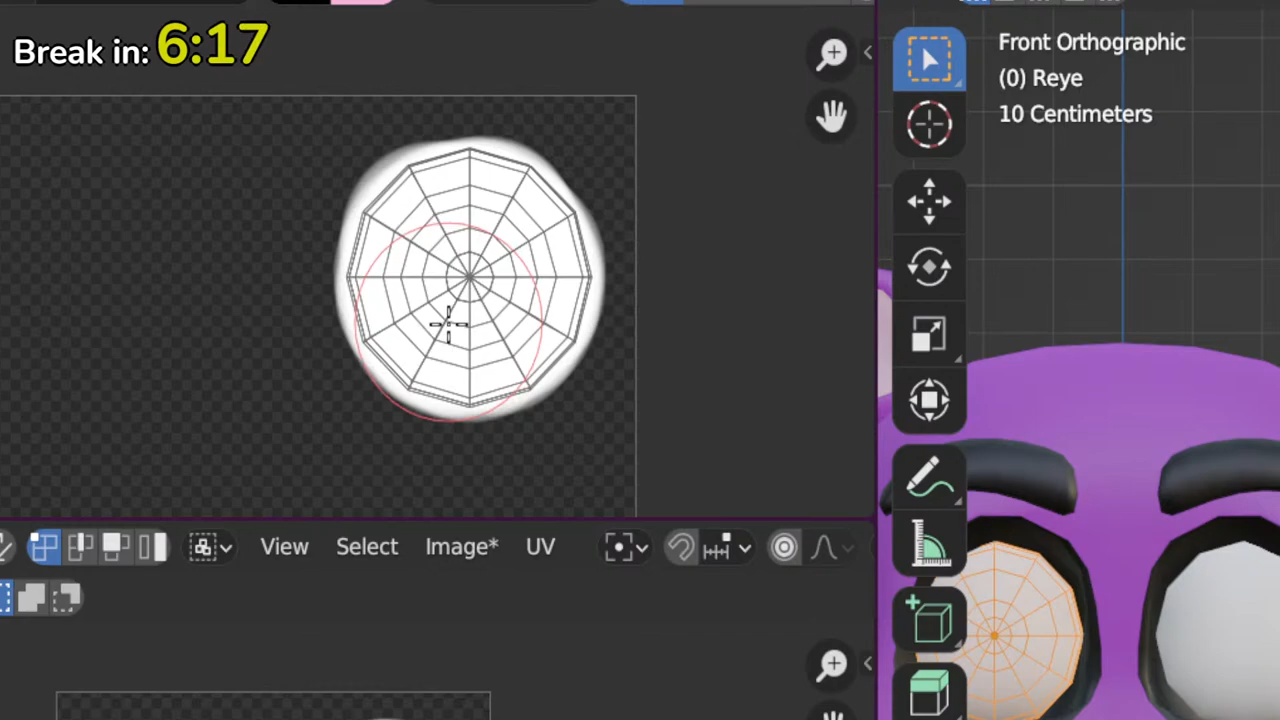 Break in: 6:17
Front Orthographic
(0) Reye
10 Centimeters
View Select Image* UV